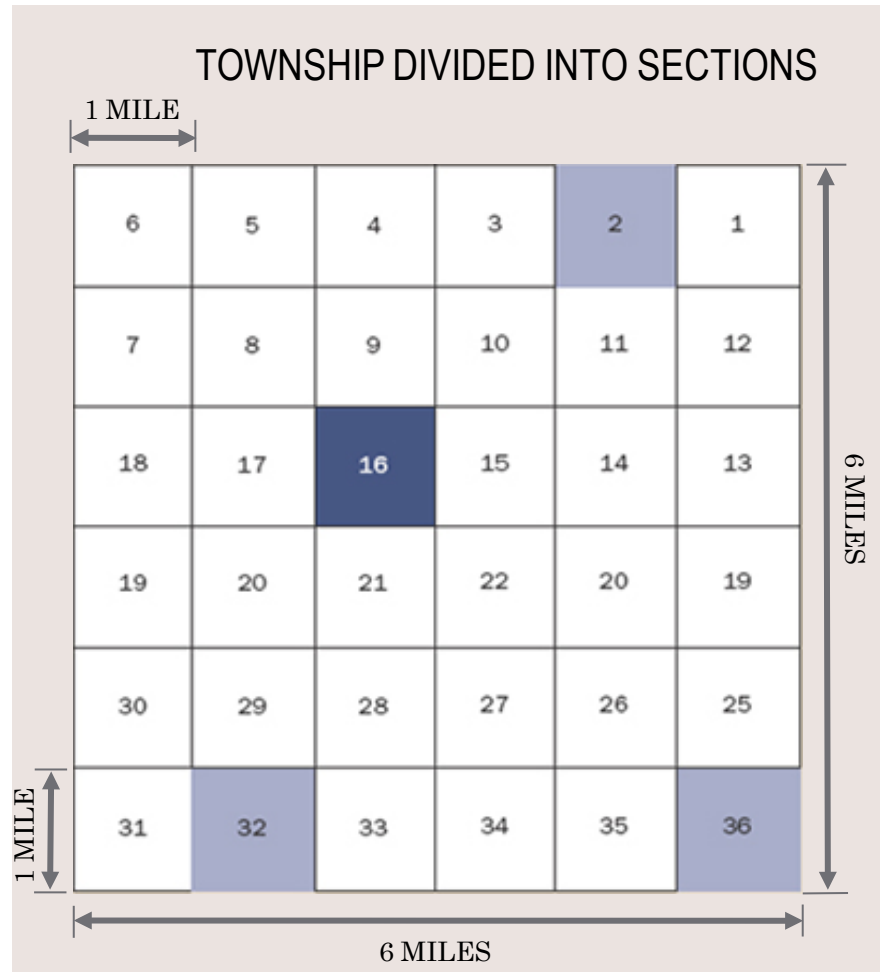 TOWNSHIP DIVIDED INTO SECTIONS
1 MILE
6 5 4 3 2 1
7 8 9 10 11 12
18 17 16 15 14 13
6 MILES
19 20 21 22 20 19
30 29 28 27 26 25
1 MILE
31 32 33 34 35 36
6 MILES